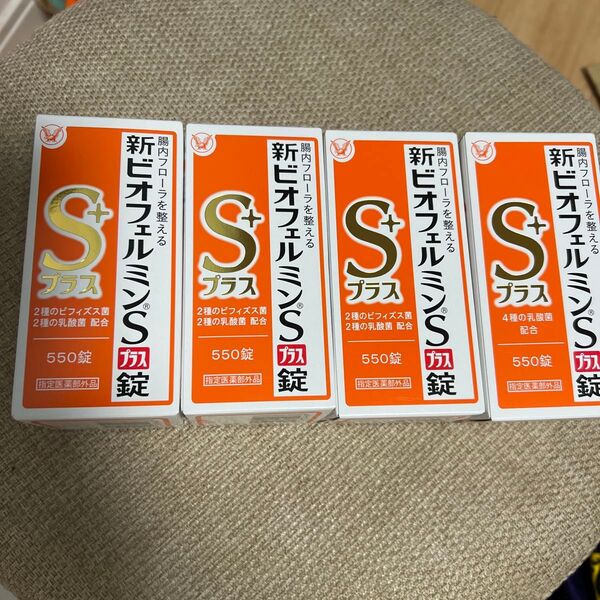 腸内フローラを整える
新ビオフェルミン®Sプラス錠
S+
プラス
2種のビフィズス菌
2種の乳酸菌 配合
550錠
指定医薬部外品
腸内フローラを整える
新ビオフェルミン®Sプラス錠
S+
プラス
2種のビフィズス菌
2種の乳酸菌 配合
550錠
指定医薬部外品
腸内フローラを整える
新ビオフェルミン®Sプラス錠
S+
プラス
2種のビフィズス菌
2種の乳酸菌 配合
550錠
指定医薬部外品
腸内フローラを整える
新ビオフェルミン®Sプラス錠
S+
プラス
4種の乳酸菌
配合
550錠
指定医薬部外品